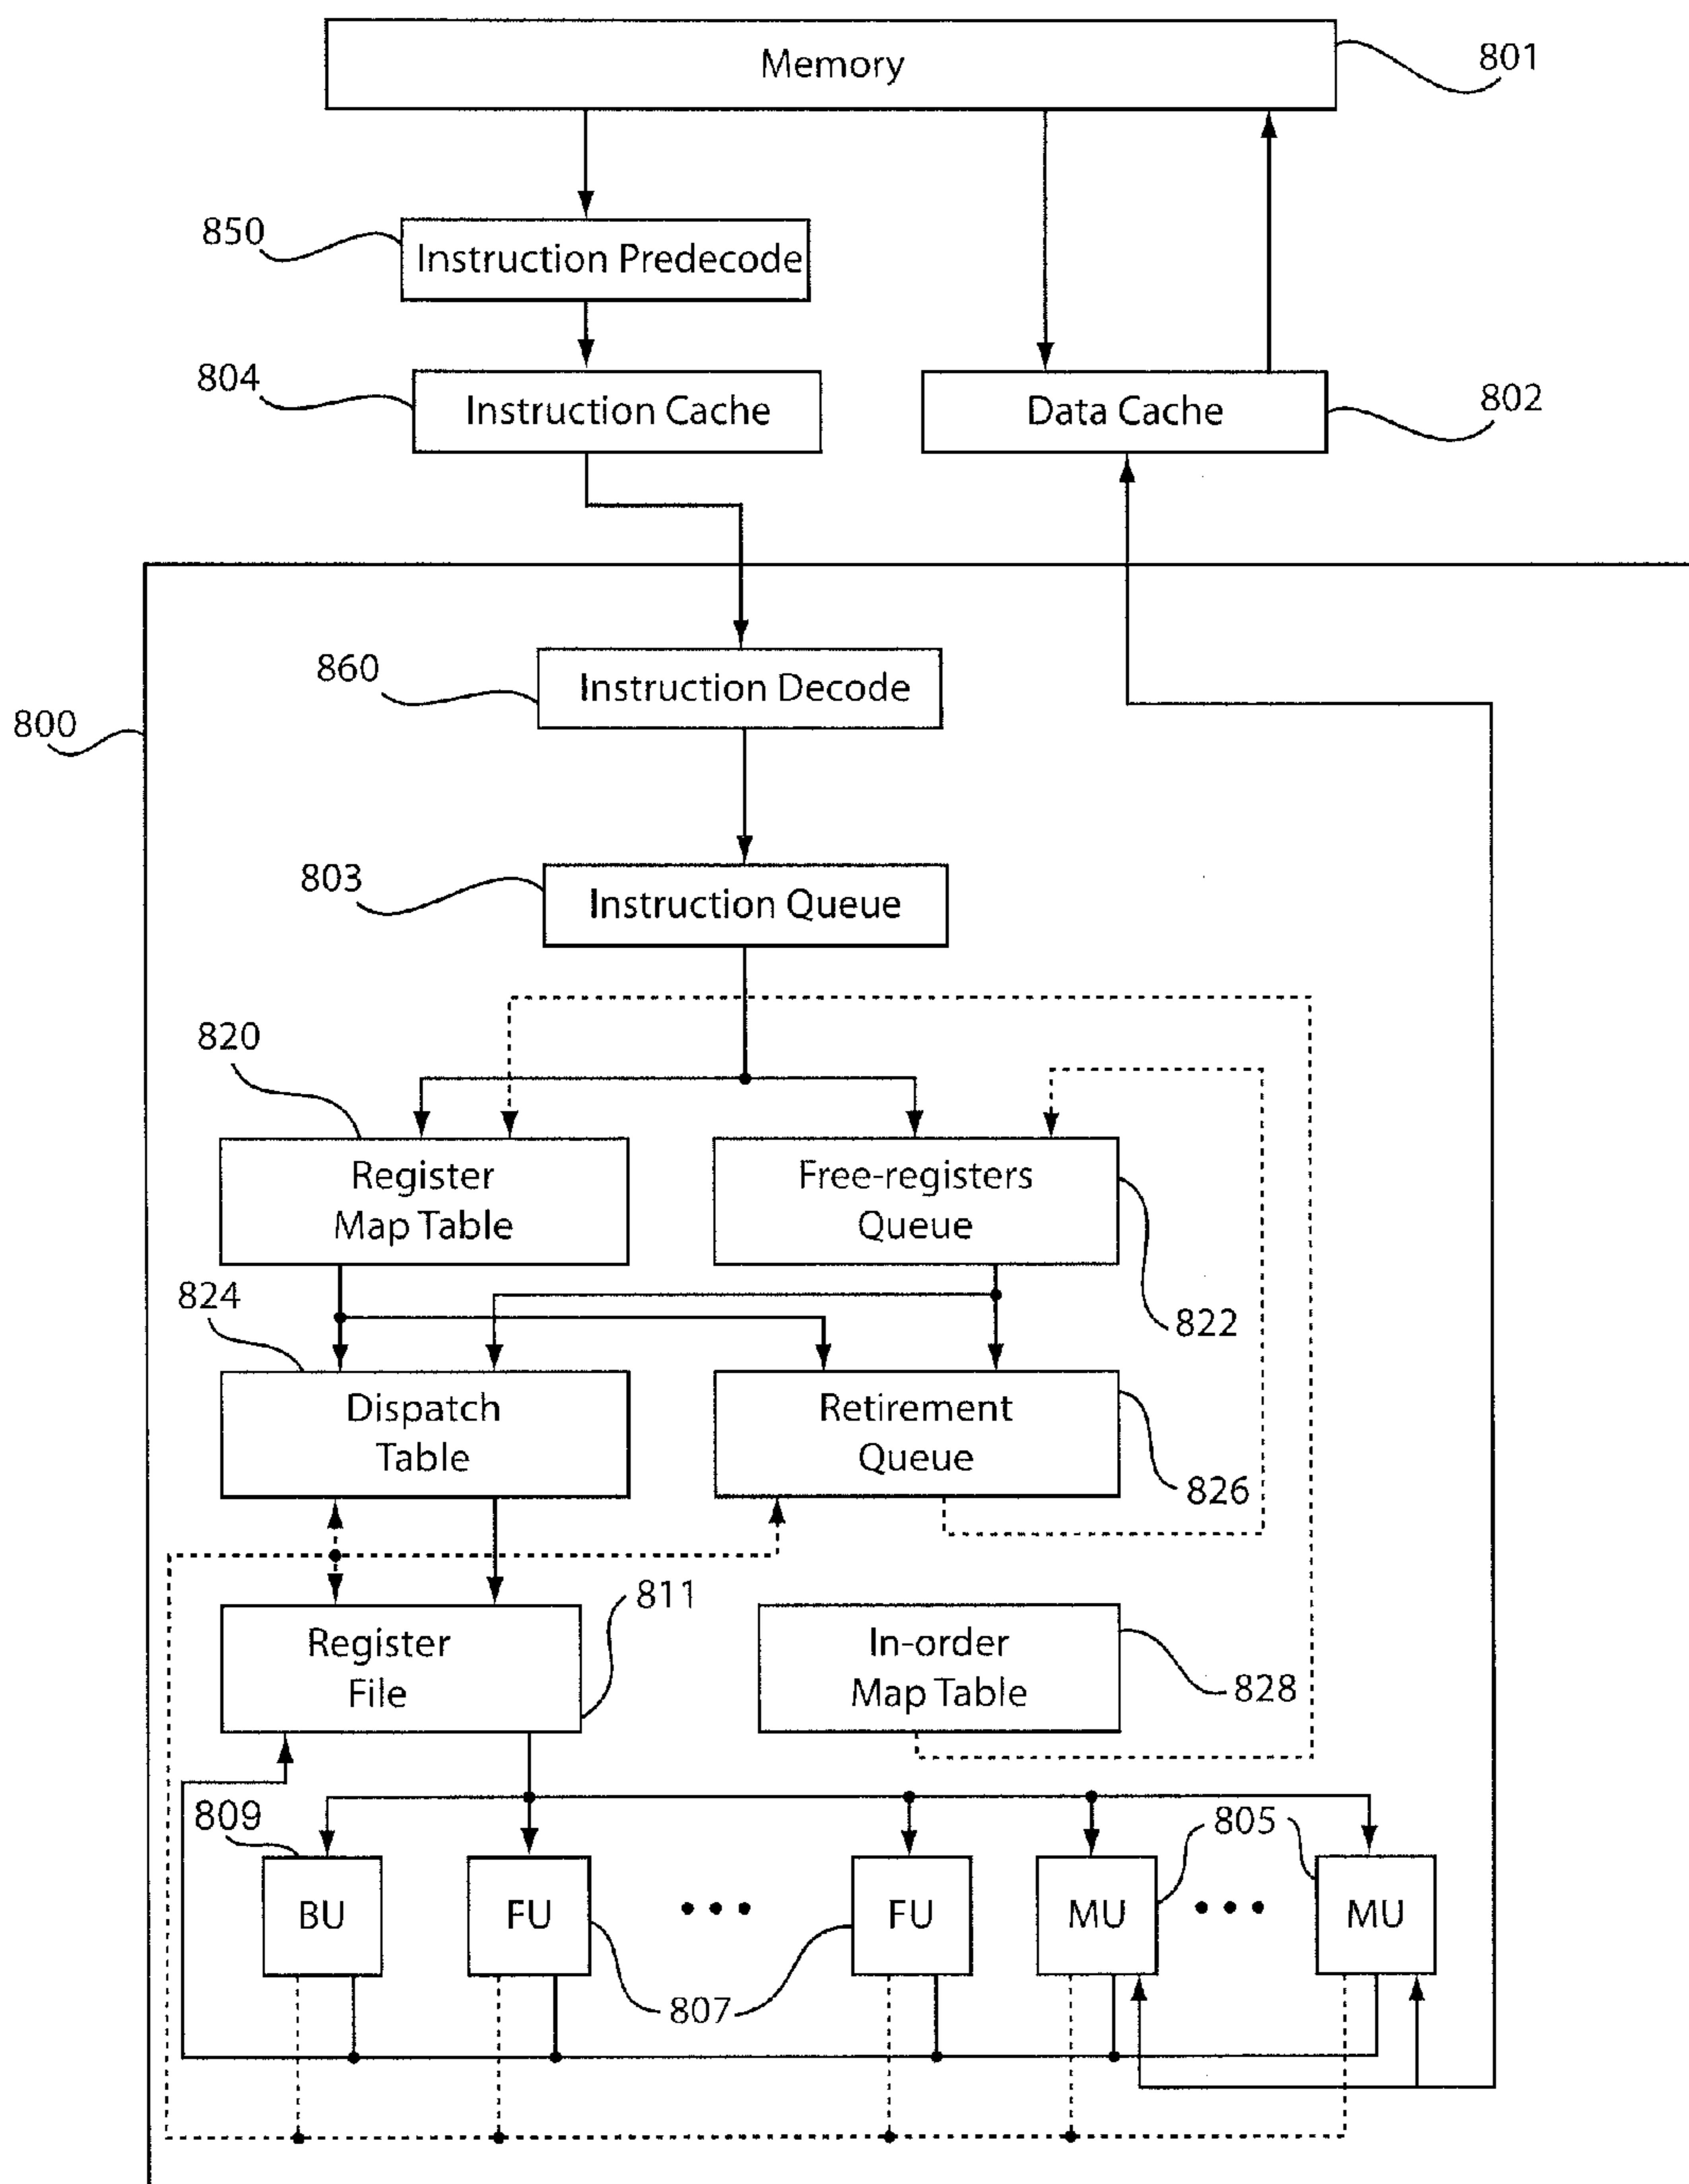 Memory
801
850
Instruction Predecode
804
Instruction Cache
Data Cache
802
860
Instruction Decode
800
803
Instruction Queue
820
Register
Map Table
Free-registers
Queue
824
822
Dispatch
Table
Retirement
Queue
826
811
Register
File
In-order
Map Table
828
809
805
BU
FU
FU
MU
MU
807